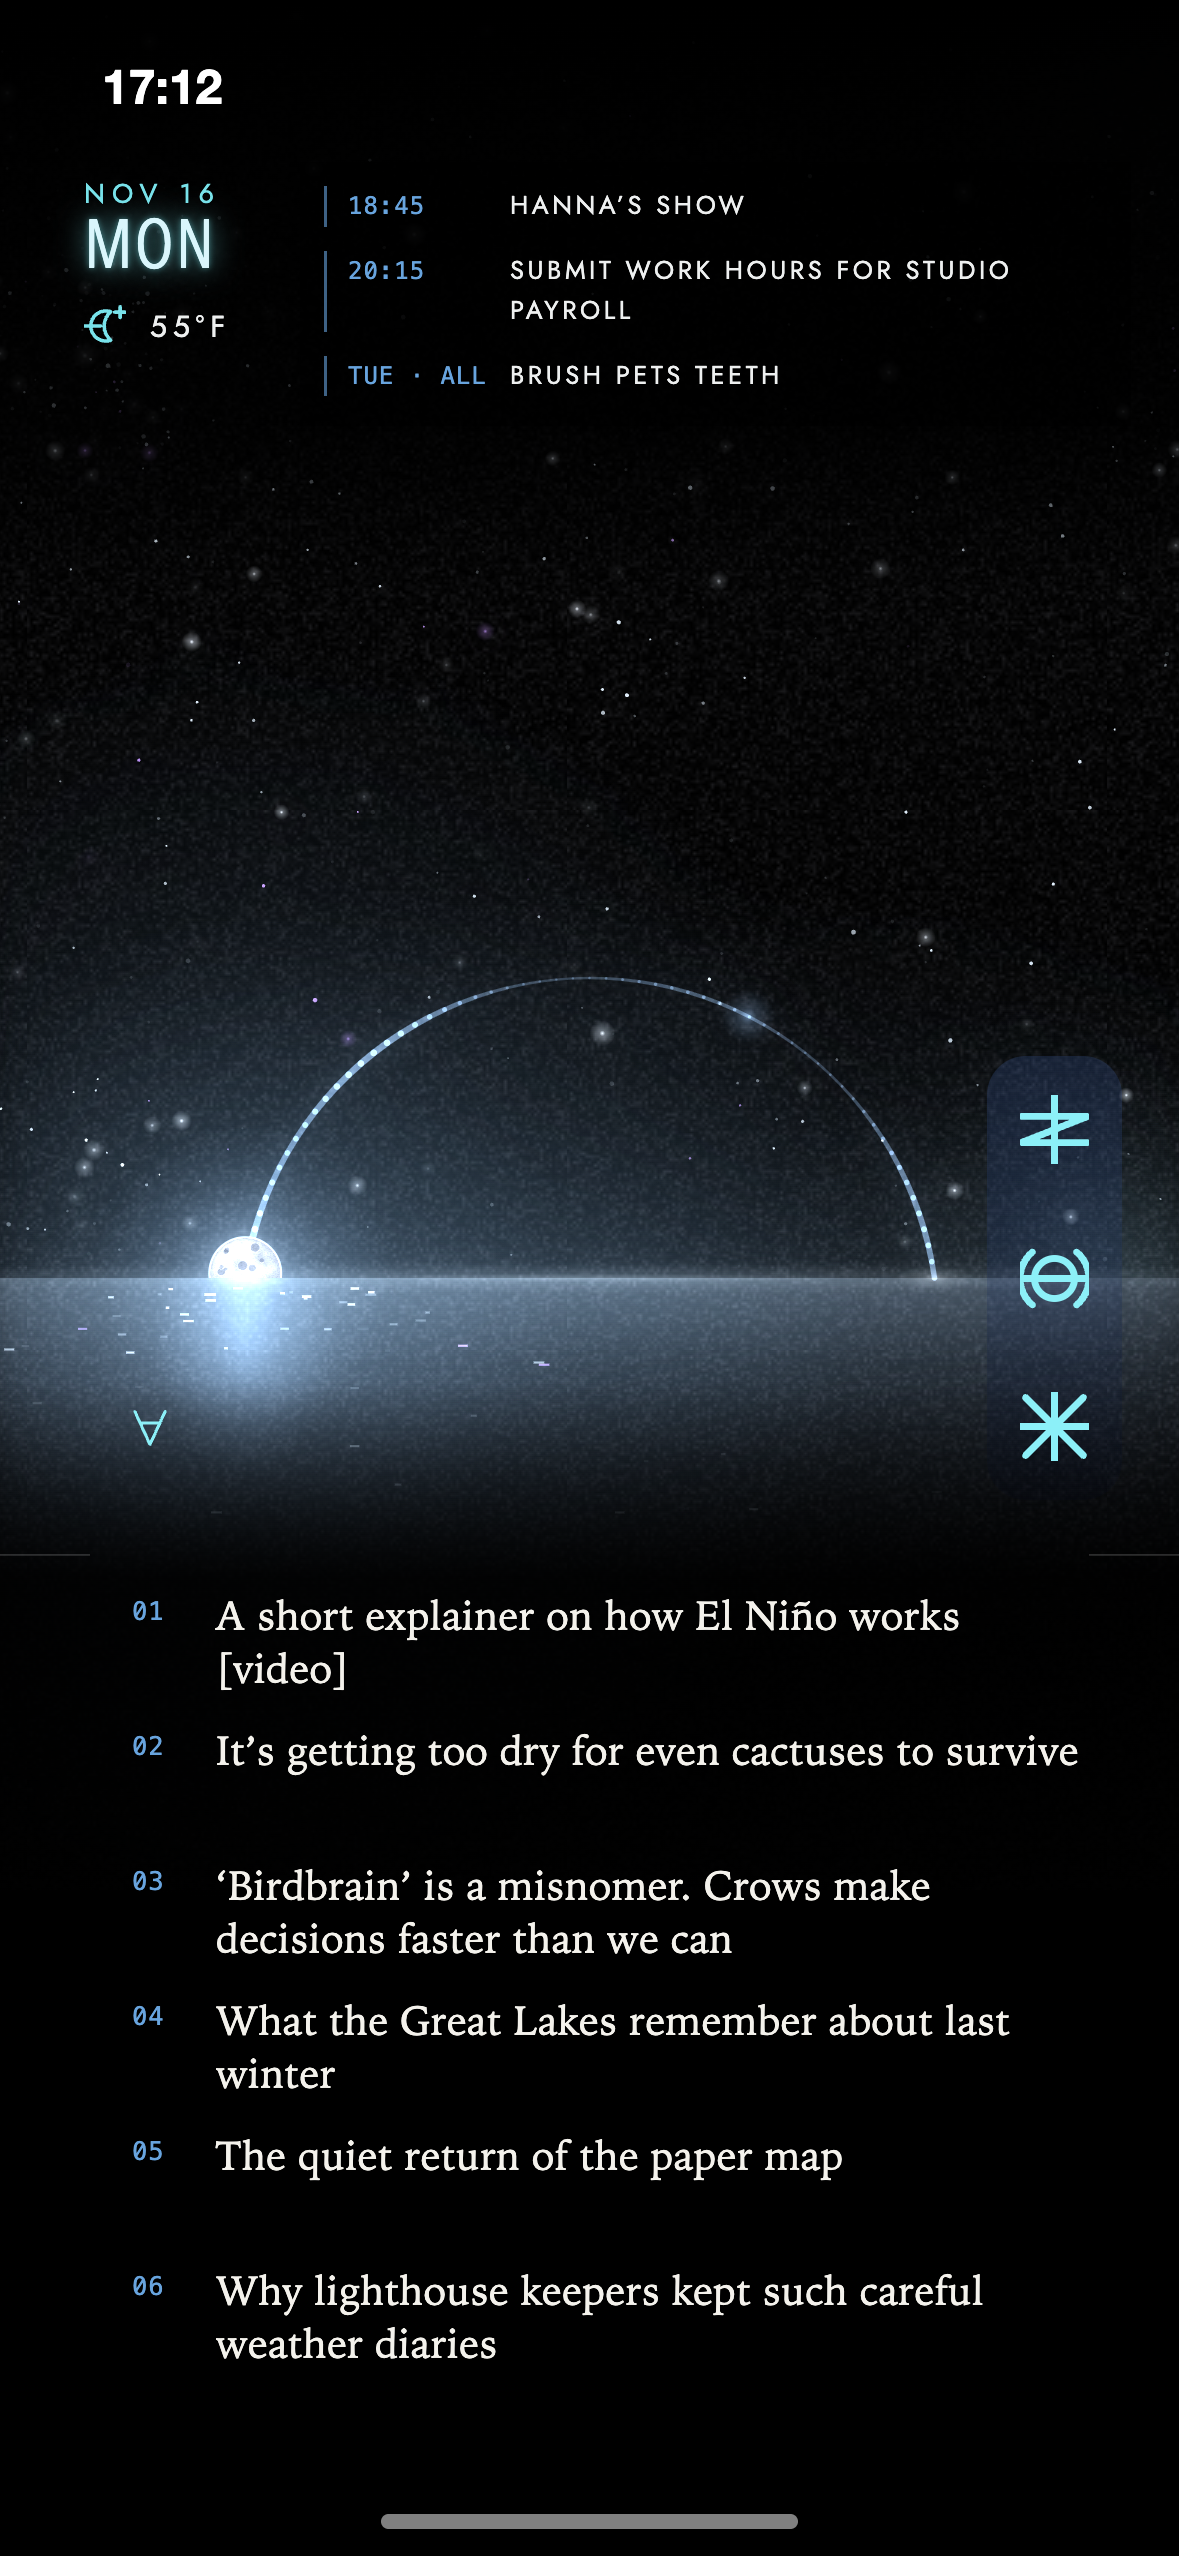 17:12
NOV 16
MON
55°F
18:45 HANNA’S SHOW
20:15 SUBMIT WORK HOURS FOR STUDIO
PAYROLL
TUE · ALL BRUSH PETS TEETH
∀
01 A short explainer on how El Niño works
[video]
02 It’s getting too dry for even cactuses to survive
03 ‘Birdbrain’ is a misnomer. Crows make
decisions faster than we can
04 What the Great Lakes remember about last
winter
05 The quiet return of the paper map
06 Why lighthouse keepers kept such careful
weather diaries